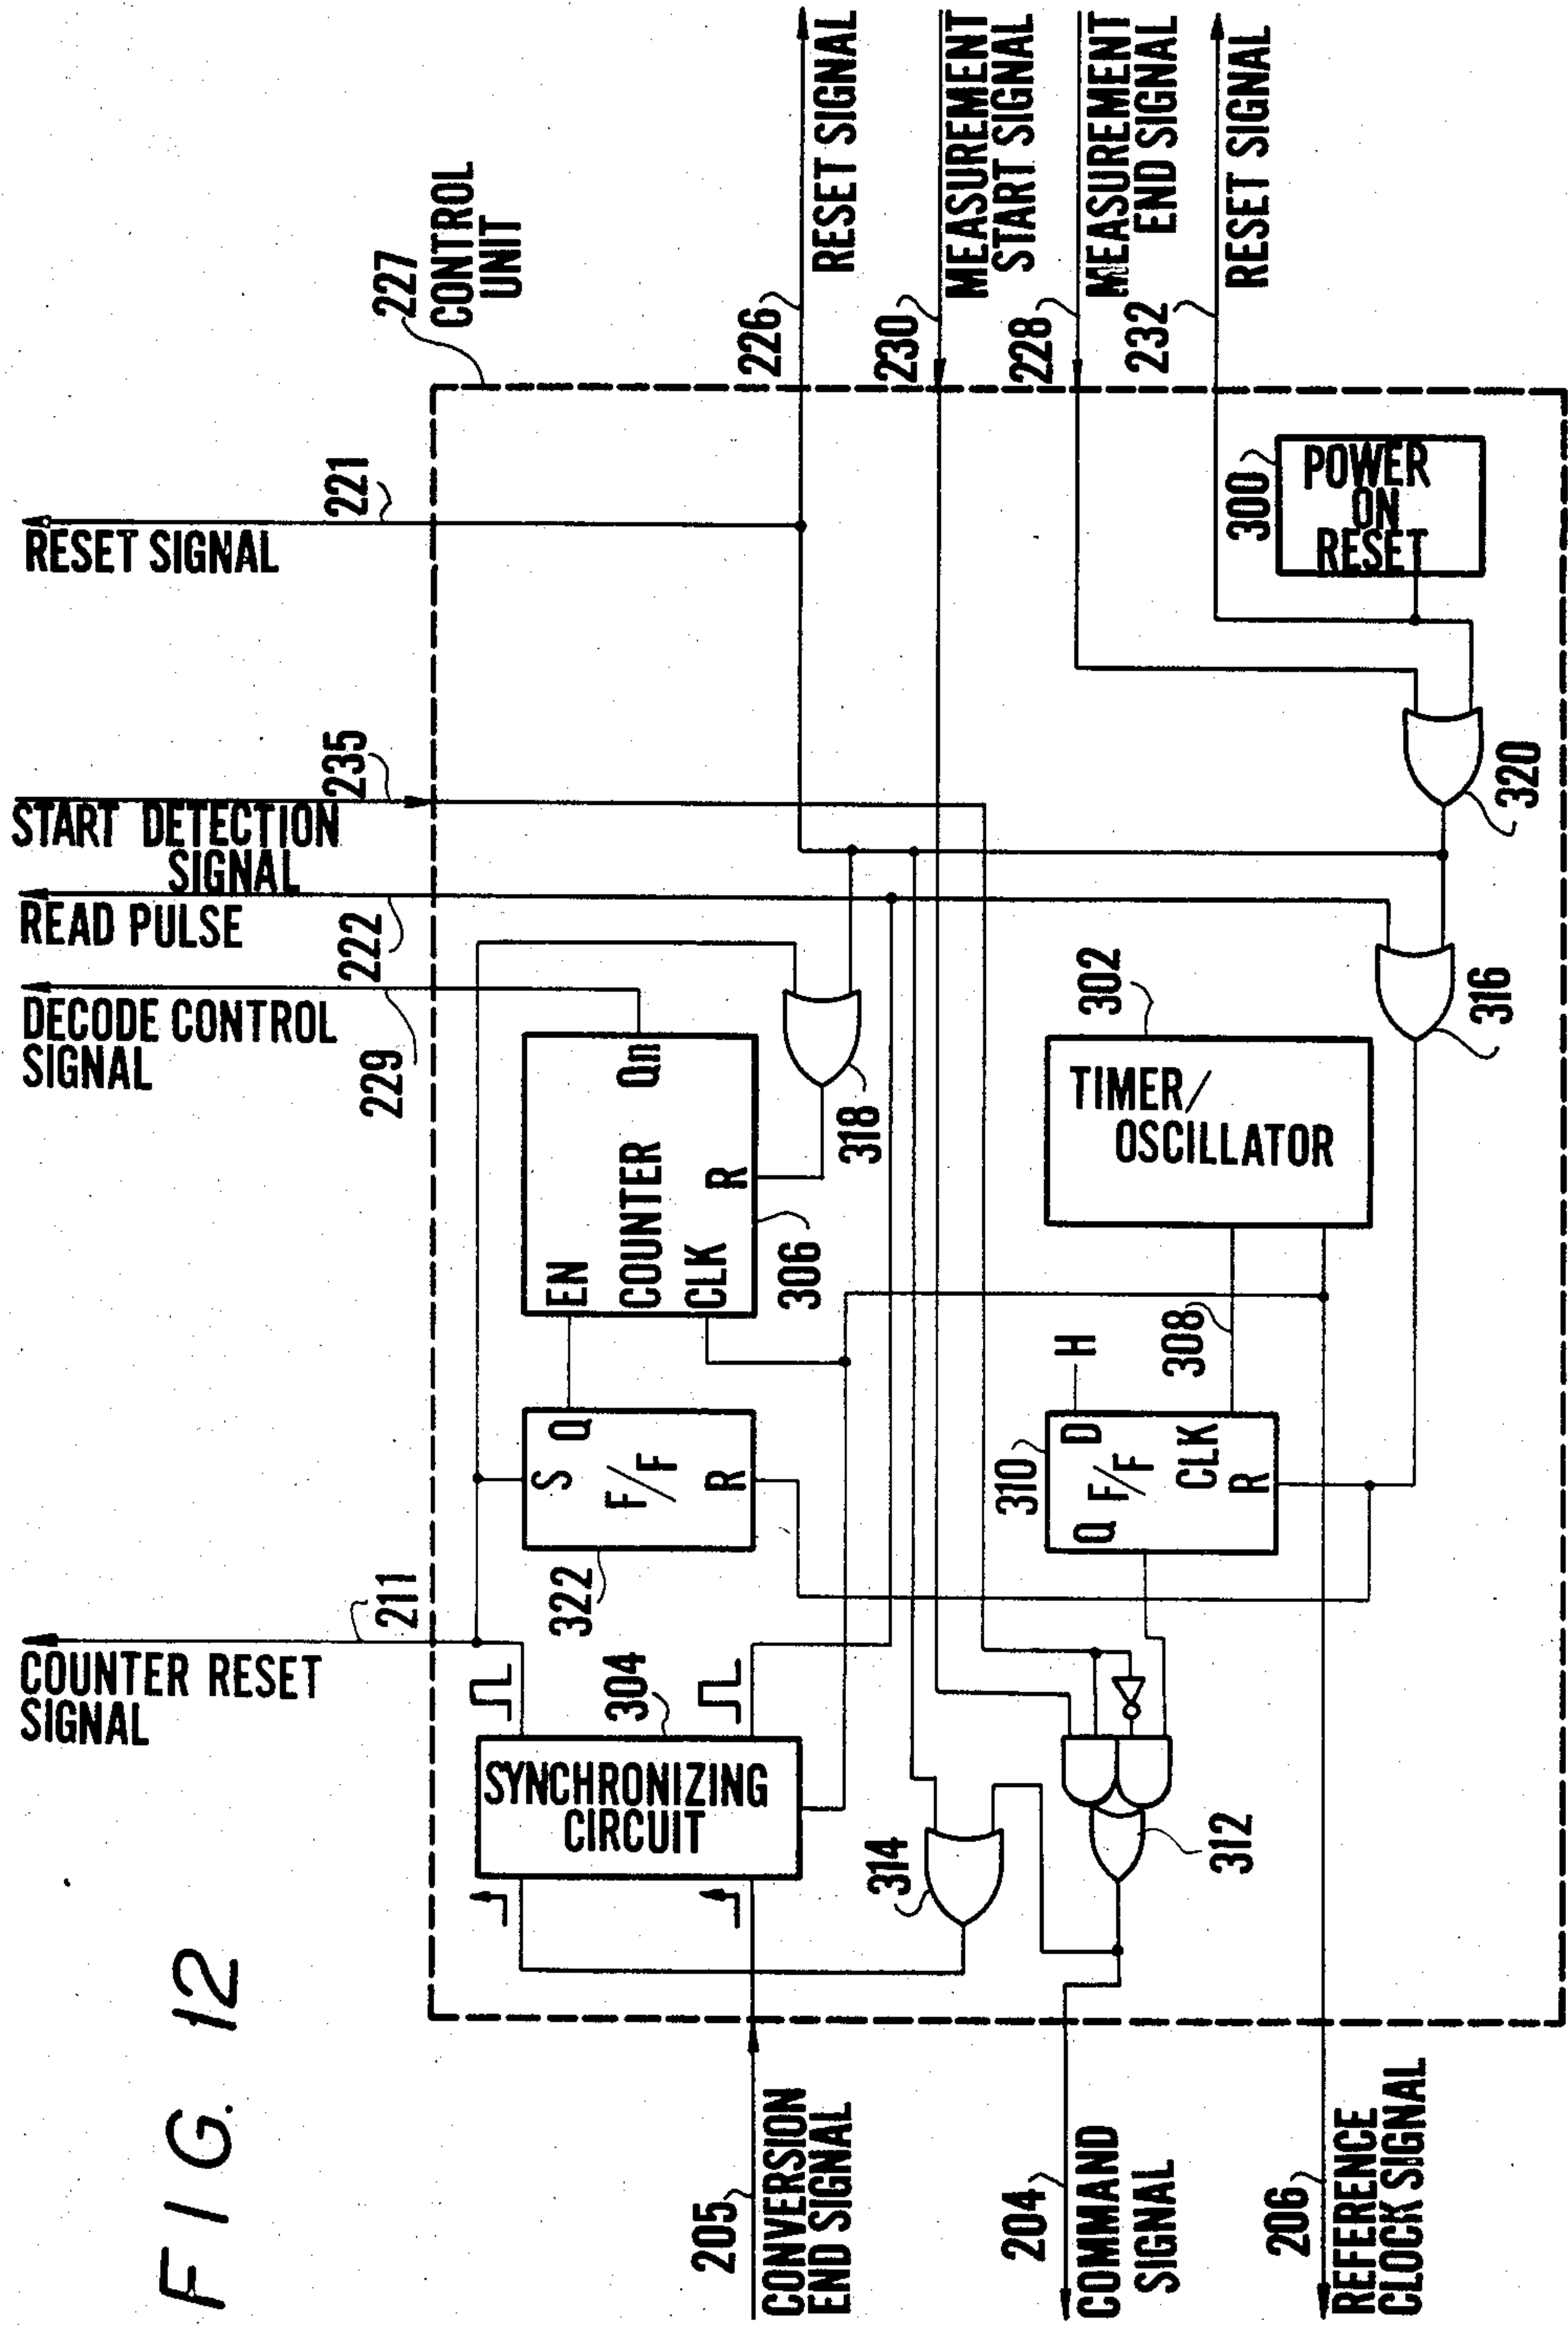 FIG. 12
COUNTER RESET
SIGNAL
211
DECODE CONTROL
SIGNAL
229
READ PULSE
222
START DETECTION
SIGNAL
235
RESET SIGNAL
221
227
CONTROL
UNIT
205
CONVERSION
END SIGNAL
204
COMMAND
SIGNAL
206
REFERENCE
CLOCK SIGNAL
SYNCHRONIZING
CIRCUIT
304
322
S
Q
F/F
R
EN
Qn
COUNTER
CLK
R
306
318
314
312
310
Q
D
H
F/F
CLK
R
308
302
TIMER/
OSCILLATOR
316
320
300
POWER
ON
RESET
226
RESET SIGNAL
230
MEASUREMENT
START SIGNAL
228
MEASUREMENT
END SIGNAL
232
RESET SIGNAL